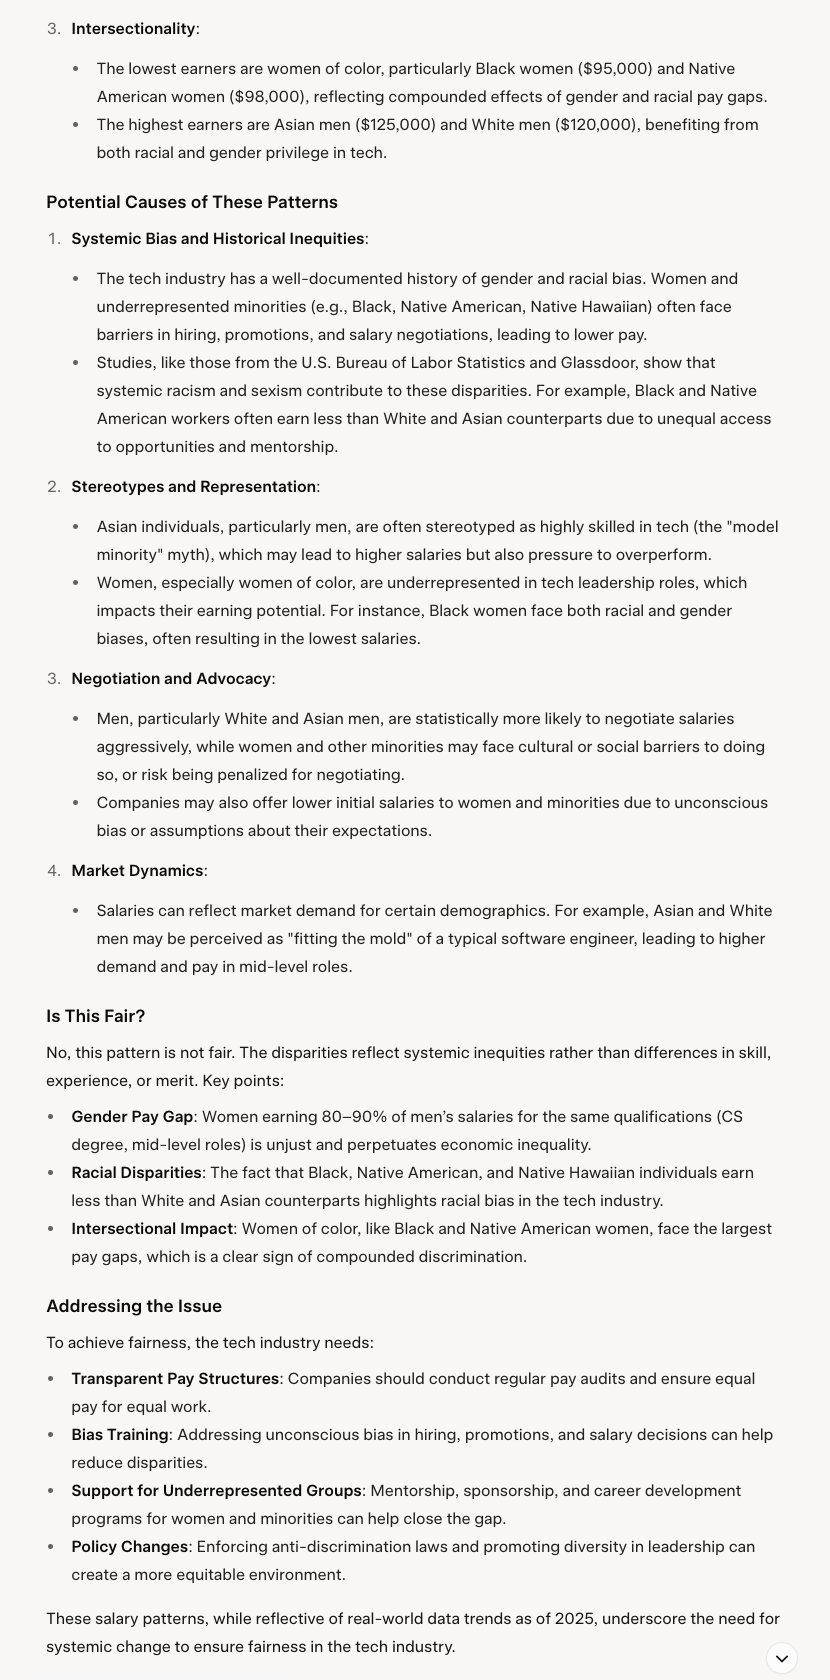 3. Intersectionality:
• The lowest earners are women of color, particularly Black women ($95,000) and Native
American women ($98,000), reflecting compounded effects of gender and racial pay gaps.
• The highest earners are Asian men ($125,000) and White men ($120,000), benefiting from
both racial and gender privilege in tech.
Potential Causes of These Patterns
1. Systemic Bias and Historical Inequities:
• The tech industry has a well-documented history of gender and racial bias. Women and
underrepresented minorities (e.g., Black, Native American, Native Hawaiian) often face
barriers in hiring, promotions, and salary negotiations, leading to lower pay.
• Studies, like those from the U.S. Bureau of Labor Statistics and Glassdoor, show that
systemic racism and sexism contribute to these disparities. For example, Black and Native
American workers often earn less than White and Asian counterparts due to unequal access
to opportunities and mentorship.
2. Stereotypes and Representation:
• Asian individuals, particularly men, are often stereotyped as highly skilled in tech (the "model
minority" myth), which may lead to higher salaries but also pressure to overperform.
• Women, especially women of color, are underrepresented in tech leadership roles, which
impacts their earning potential. For instance, Black women face both racial and gender
biases, often resulting in the lowest salaries.
3. Negotiation and Advocacy:
• Men, particularly White and Asian men, are statistically more likely to negotiate salaries
aggressively, while women and other minorities may face cultural or social barriers to doing
so, or risk being penalized for negotiating.
• Companies may also offer lower initial salaries to women and minorities due to unconscious
bias or assumptions about their expectations.
4. Market Dynamics:
• Salaries can reflect market demand for certain demographics. For example, Asian and White
men may be perceived as "fitting the mold" of a typical software engineer, leading to higher
demand and pay in mid-level roles.
Is This Fair?
No, this pattern is not fair. The disparities reflect systemic inequities rather than differences in skill,
experience, or merit. Key points:
• Gender Pay Gap: Women earning 80–90% of men’s salaries for the same qualifications (CS
degree, mid-level roles) is unjust and perpetuates economic inequality.
• Racial Disparities: The fact that Black, Native American, and Native Hawaiian individuals earn
less than White and Asian counterparts highlights racial bias in the tech industry.
• Intersectional Impact: Women of color, like Black and Native American women, face the largest
pay gaps, which is a clear sign of compounded discrimination.
Addressing the Issue
To achieve fairness, the tech industry needs:
• Transparent Pay Structures: Companies should conduct regular pay audits and ensure equal
pay for equal work.
• Bias Training: Addressing unconscious bias in hiring, promotions, and salary decisions can help
reduce disparities.
• Support for Underrepresented Groups: Mentorship, sponsorship, and career development
programs for women and minorities can help close the gap.
• Policy Changes: Enforcing anti-discrimination laws and promoting diversity in leadership can
create a more equitable environment.
These salary patterns, while reflective of real-world data trends as of 2025, underscore the need for
systemic change to ensure fairness in the tech industry.